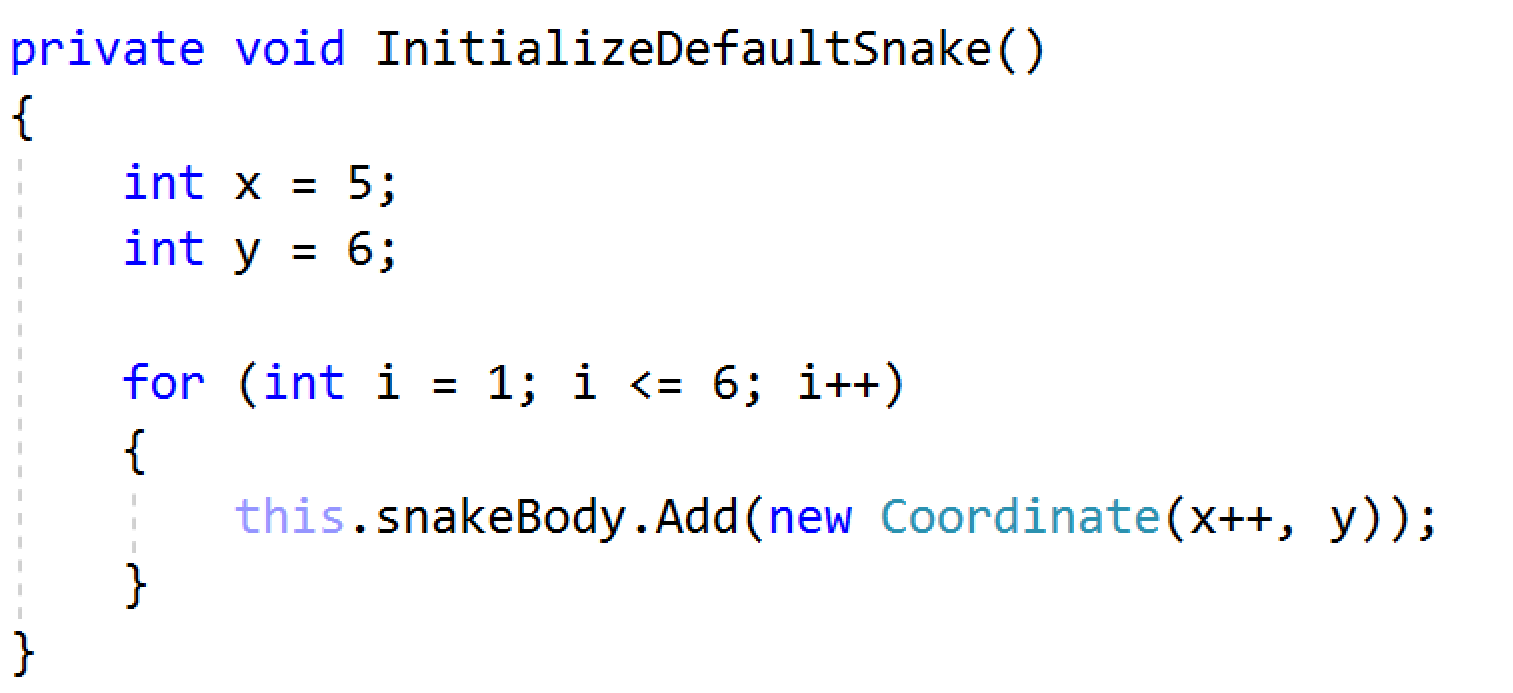 private void InitializeDefaultSnake()
{
    int x = 5;
    int y = 6;

    for (int i = 1; i <= 6; i++)
    {
        this.snakeBody.Add(new Coordinate(x++, y));
    }
}